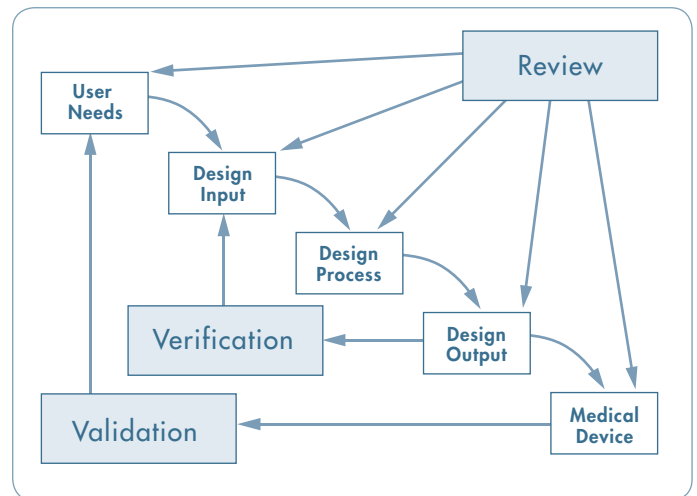 Review
User
Needs
Design
Input
Design
Process
Verification
Design
Output
Validation
Medical
Device